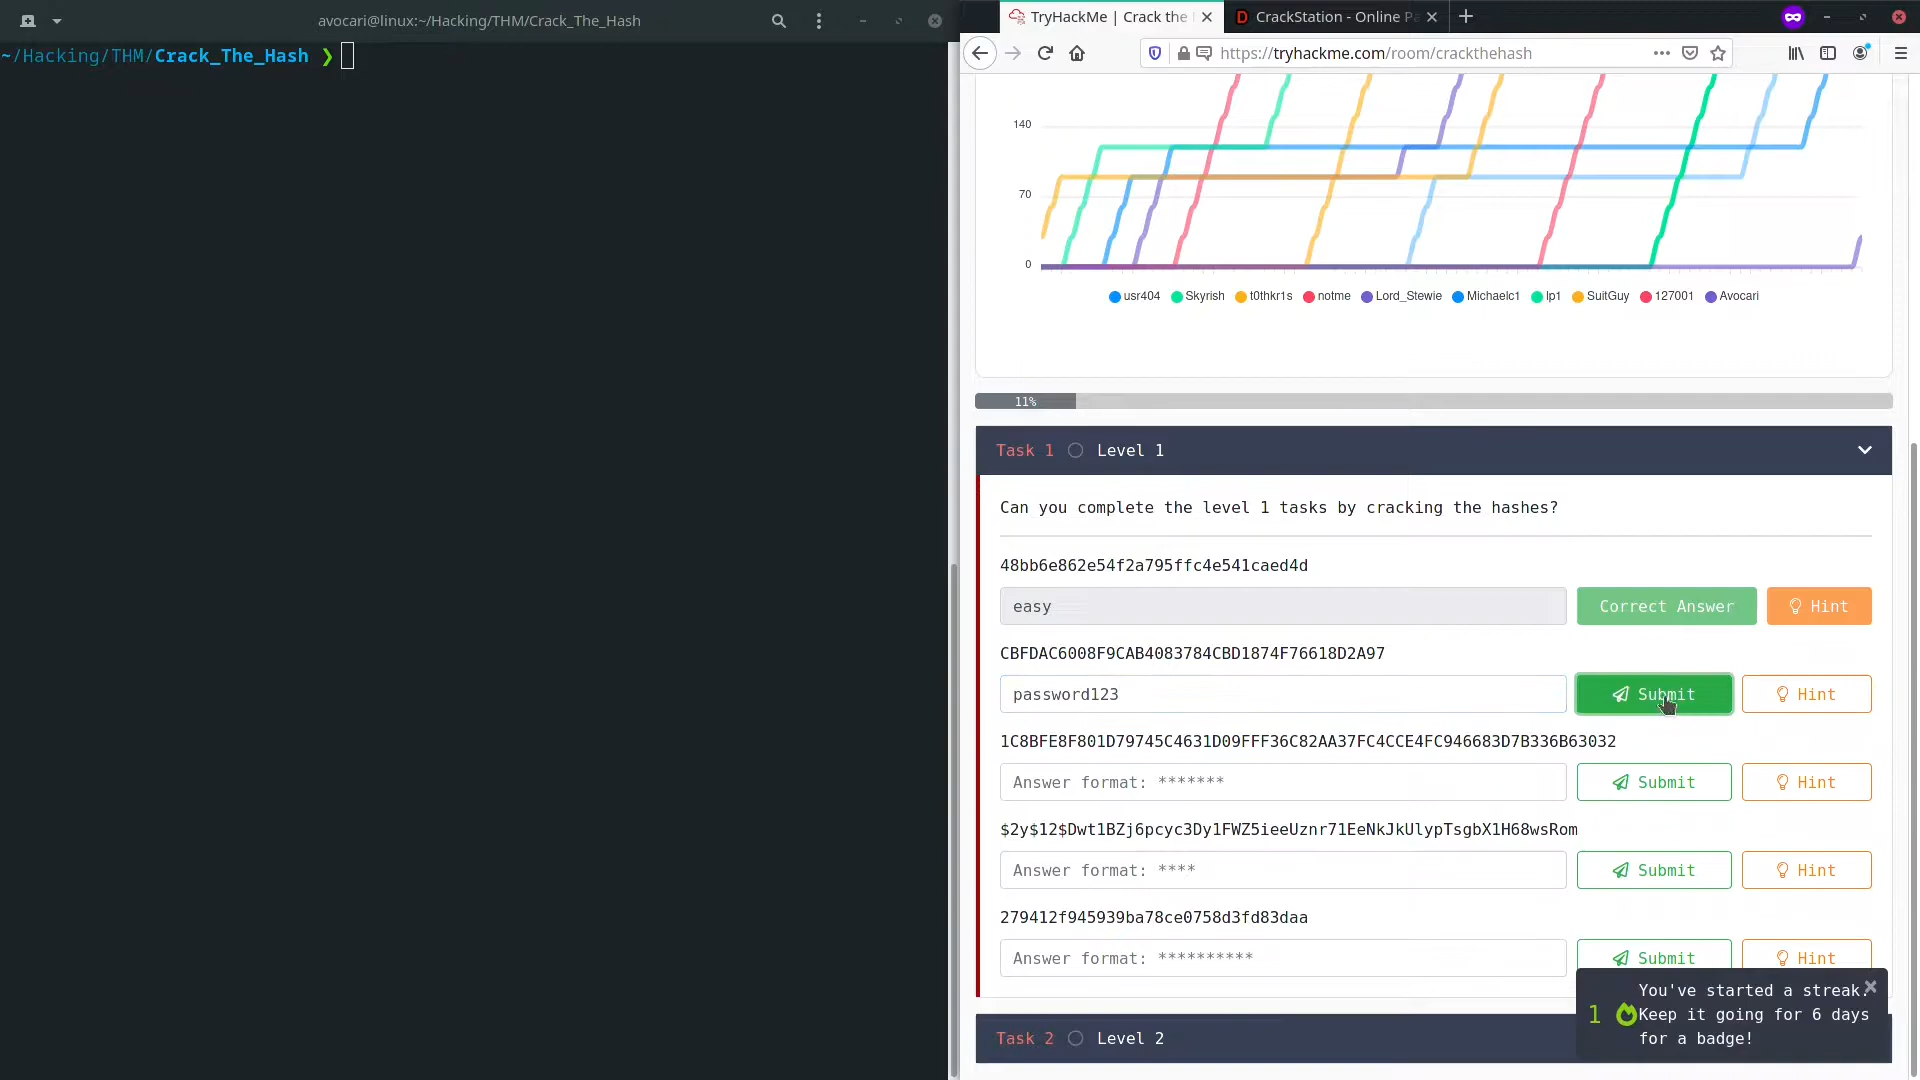 avocari@linux:~/Hacking/THM/Crack_The_Hash
~/Hacking/THM/Crack_The_Hash ❯
TryHackMe | Crack the
CrackStation - Online Pa
https://tryhackme.com/room/crackthehash
140
70
0
usr404 Skyrish t0thkr1s notme Lord_Stewie Michaelc1 lp1 SuitGuy 127001 Avocari
11%
Task 1 Level 1
Can you complete the level 1 tasks by cracking the hashes?
48bb6e862e54f2a795ffc4e541caed4d
easy Correct Answer Hint
CBFDAC6008F9CAB4083784CBD1874F76618D2A97
password123 Submit Hint
1C8BFE8F801D79745C4631D09FFF36C82AA37FC4CCE4FC946683D7B336B63032
Answer format: ******* Submit Hint
$2y$12$Dwt1BZj6pcyc3Dy1FWZ5ieeUznr71EeNkJkUlypTsgbX1H68wsRom
Answer format: **** Submit Hint
279412f945939ba78ce0758d3fd83daa
Answer format: ********** Submit Hint
Task 2 Level 2
1
You've started a streak.
Keep it going for 6 days
for a badge!